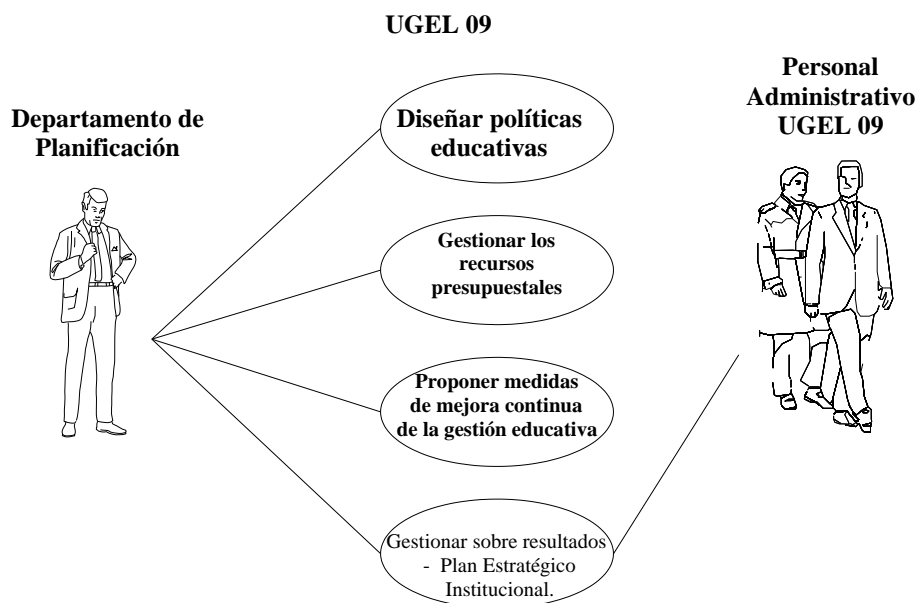 UGEL 09
Departamento de
Planificación
Personal
Administrativo
UGEL 09
Diseñar políticas
educativas
Gestionar los
recursos
presupuestales
Proponer medidas
de mejora continua
de la gestión educativa
Gestionar sobre resultados
- Plan Estratégico
Institucional.